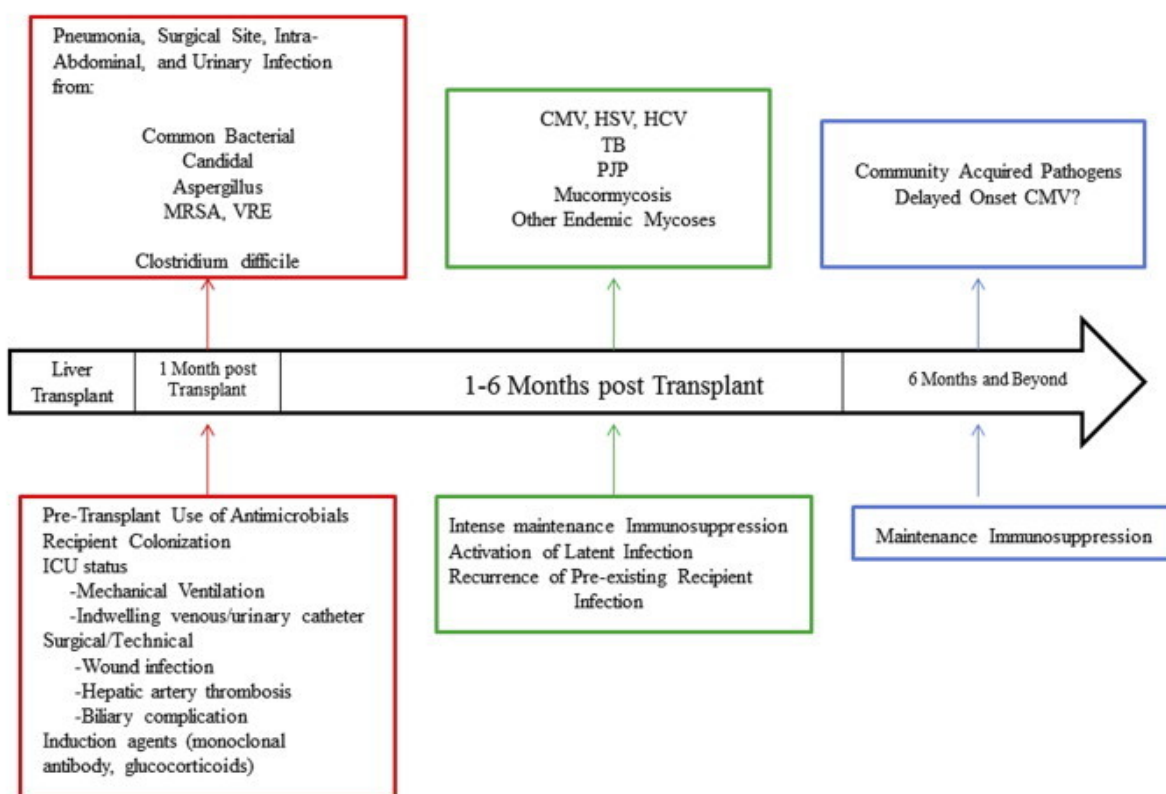 Pneumonia, Surgical Site, Intra-
Abdominal, and Urinary Infection
from:
Common Bacterial
Candidal
Aspergillus
MRSA, VRE
Clostridium difficile
CMV, HSV, HCV
TB
PJP
Mucormycosis
Other Endemic Mycoses
Community Acquired Pathogens
Delayed Onset CMV?
Liver
Transplant
1 Month post
Transplant
1-6 Months post Transplant
6 Months and Beyond
Pre-Transplant Use of Antimicrobials
Recipient Colonization
ICU status
-Mechanical Ventilation
-Indwelling venous/urinary catheter
Surgical/Technical
-Wound infection
-Hepatic artery thrombosis
-Biliary complication
Induction agents (monoclonal
antibody, glucocorticoids)
Intense maintenance Immunosuppression
Activation of Latent Infection
Recurrence of Pre-existing Recipient
Infection
Maintenance Immunosuppression